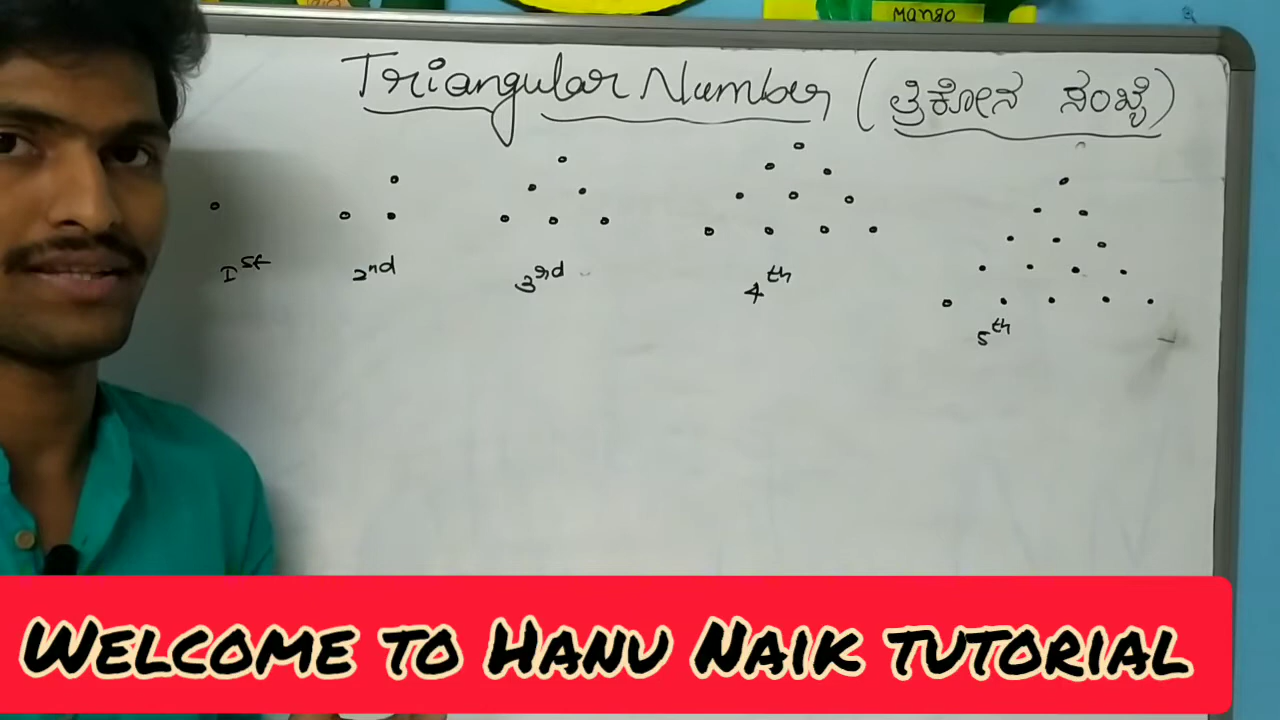 Mango
Triangular Number (ತ್ರಿಕೋನ ಸಂಖ್ಯೆ)
1st 2nd 3rd 4th
5th
WELCOME TO HANU NAIK TUTORIAL